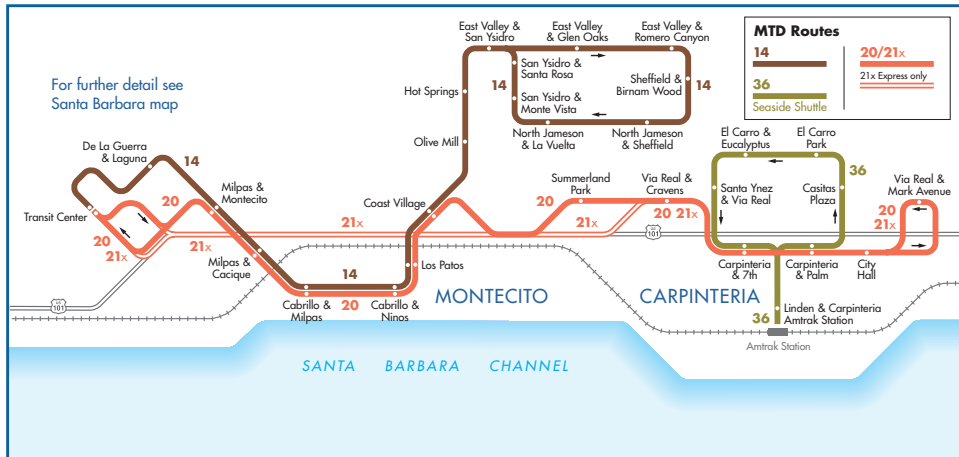 East Valley &
San Ysidro
East Valley
& Glen Oaks
East Valley &
Romero Canyon
MTD Routes
14
20/21x
36
Seaside Shuttle
21x Express only
For further detail see
Santa Barbara map
San Ysidro &
Santa Rosa
Hot Springs
14
Sheffield &
Birnam Wood
14
San Ysidro &
Monte Vista
Olive Mill
North Jameson
& La Vuelta
North Jameson
& Sheffield
El Carro &
Eucalyptus
El Carro
Park
De La Guerra
& Laguna
14
Milpas &
Montecito
Summerland
Park
Via Real &
Cravens
36
Via Real &
Mark Avenue
Santa Ynez
& Via Real
Casitas
Plaza
Transit Center
20
Coast Village
20
20 21x
20
21x
21x
21x
US
101
20
21x
21x
Milpas &
Cacique
Los Patos
Carpinteria
& 7th
Carpinteria
& Palm
City
Hall
14
US
101
20
Cabrillo &
Milpas
Cabrillo &
Ninos
MONTECITO
CARPINTERIA
36
Linden & Carpinteria
Amtrak Station
Amtrak Station
SANTA BARBARA CHANNEL